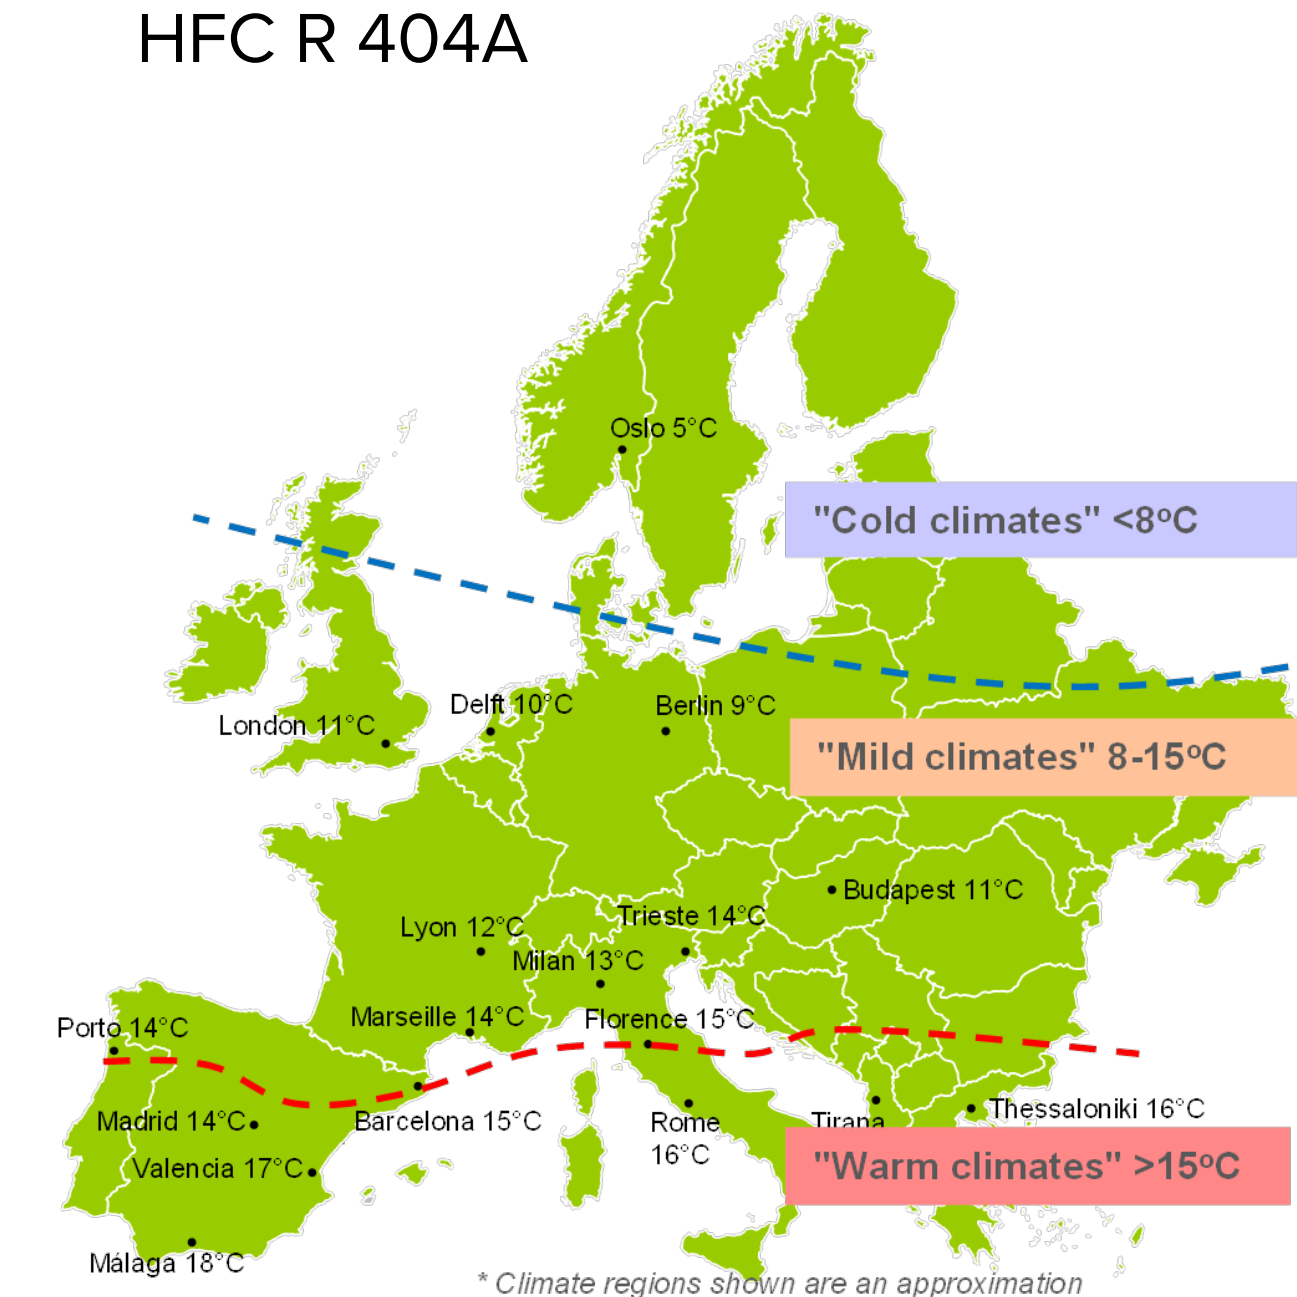 HFC R 404A
Oslo 5°C
"Cold climates" <8ºC
Delft 10°C
Berlin 9°C
London 11°C
"Mild climates" 8-15ºC
Budapest 11°C
Trieste 14°C
Lyon 12°C
Milan 13°C
Marseille 14°C
Florence 15°C
Porto 14°C
Madrid 14°C
Barcelona 15°C
Rome
16°C
Tirana
Thessaloniki 16°C
Valencia 17°C
"Warm climates" >15ºC
Málaga 18°C
* Climate regions shown are an approximation